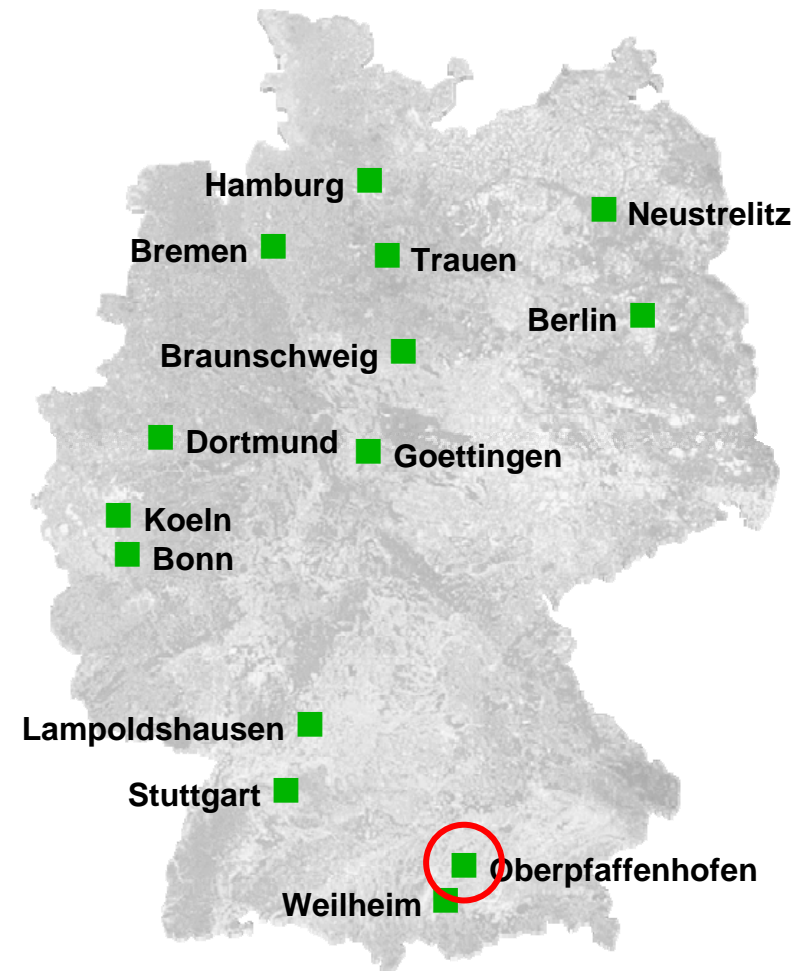 Hamburg
Neustrelitz
Bremen
Trauen
Berlin
Braunschweig
Dortmund
Goettingen
Koeln
Bonn
Lampoldshausen
Stuttgart
Oberpfaffenhofen
Weilheim